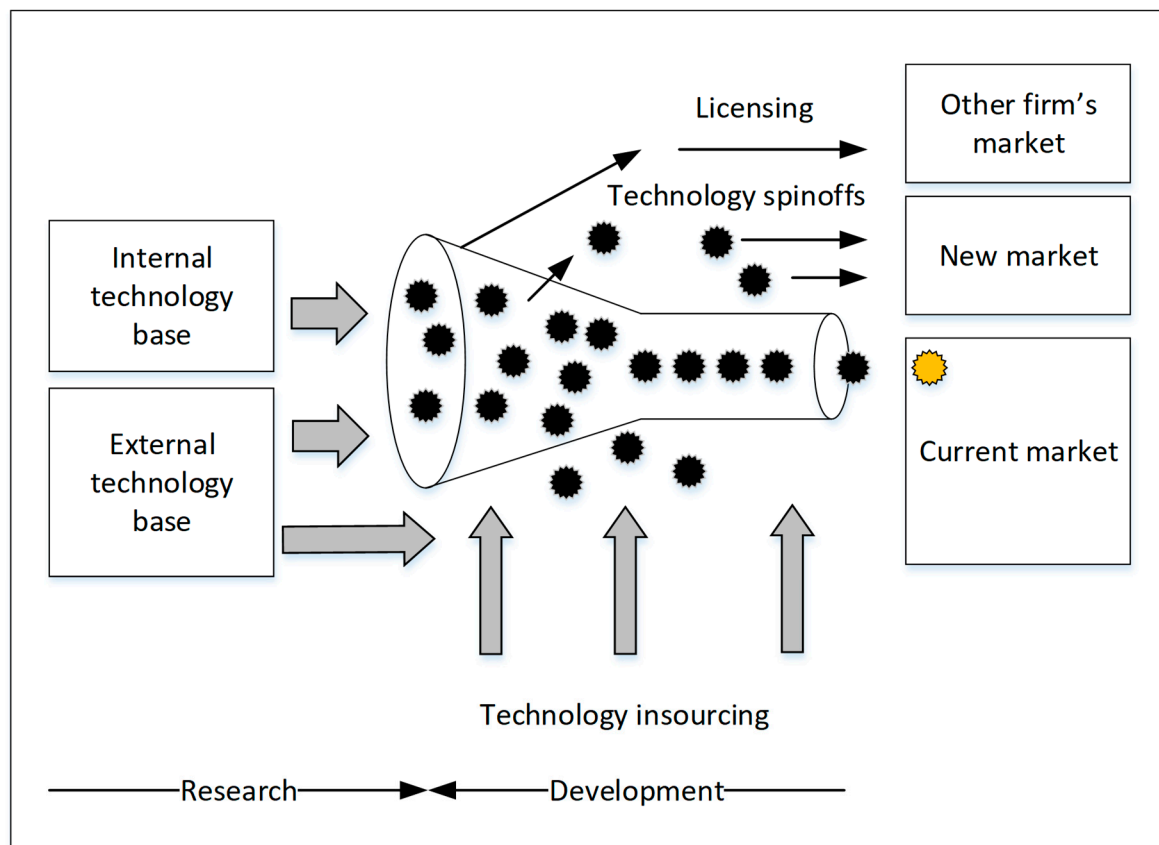 Licensing
Other firm's
market
Technology spinoffs
New market
Internal
technology
base
External
technology
base
Current market
Technology insourcing
Research
Development